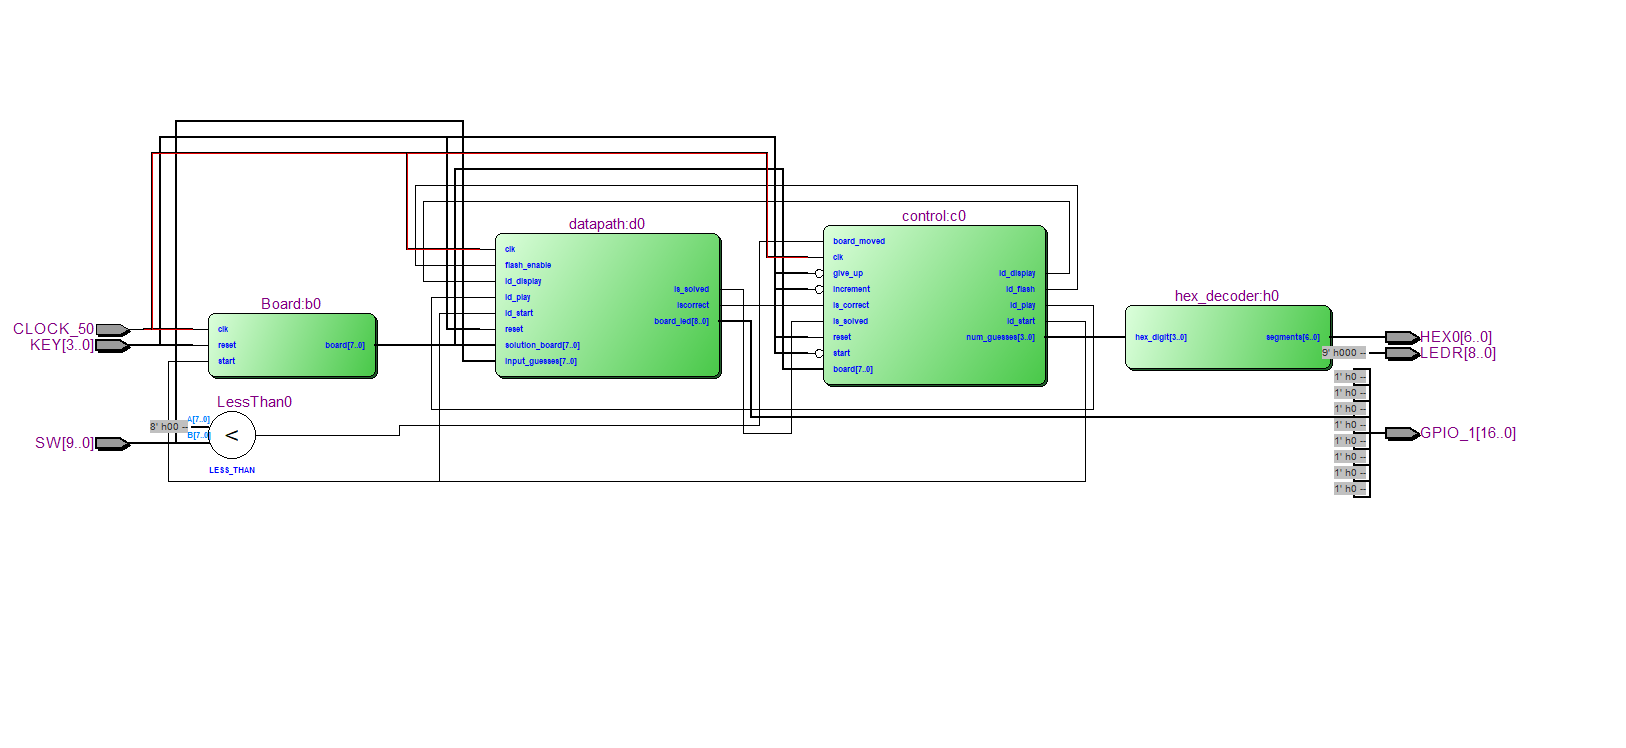 CLOCK_50
KEY[3..0]
SW[9..0]
Board:b0
clk
reset
start
board[7..0]
LessThan0
8' h00 --
A[7..0]
B[7..0]
<
LESS_THAN
datapath:d0
clk
flash_enable
ld_display
ld_play
ld_start
reset
solution_board[7..0]
input_guesses[7..0]
is_solved
iscorrect
board_led[8..0]
control:c0
board_moved
clk
give_up
increment
is_correct
is_solved
reset
start
board[7..0]
ld_display
ld_flash
ld_play
ld_start
num_guesses[3..0]
hex_decoder:h0
hex_digit[3..0]
segments[6..0]
HEX0[6..0]
9' h000 --
LEDR[8..0]
1' h0 --
1' h0 --
1' h0 --
1' h0 --
1' h0 --
1' h0 --
1' h0 --
1' h0 --
GPIO_1[16..0]